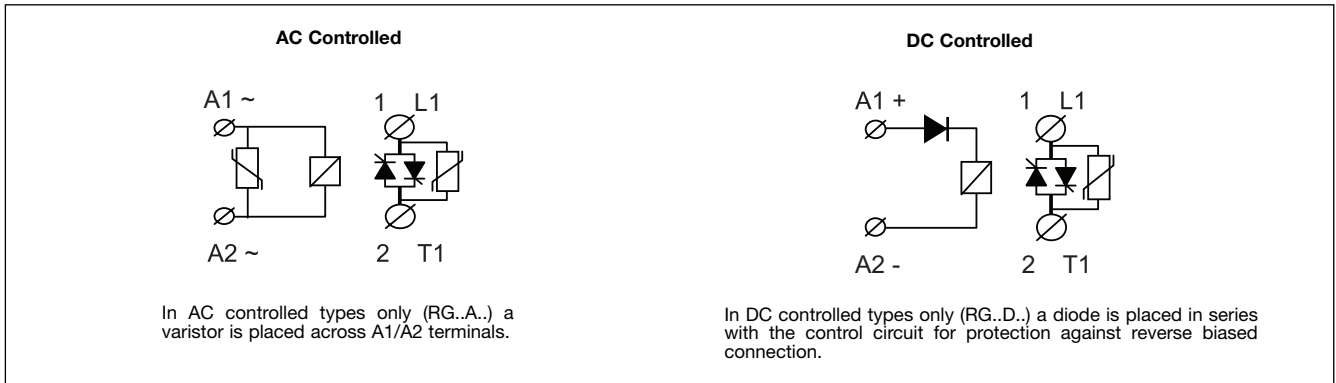 AC Controlled
A1 ~
1 L1
A2 ~
2 T1
In AC controlled types only (RG..A..) a
varistor is placed across A1/A2 terminals.
DC Controlled
A1 +
1 L1
A2 -
2 T1
In DC controlled types only (RG..D..) a diode is placed in series
with the control circuit for protection against reverse biased
connection.